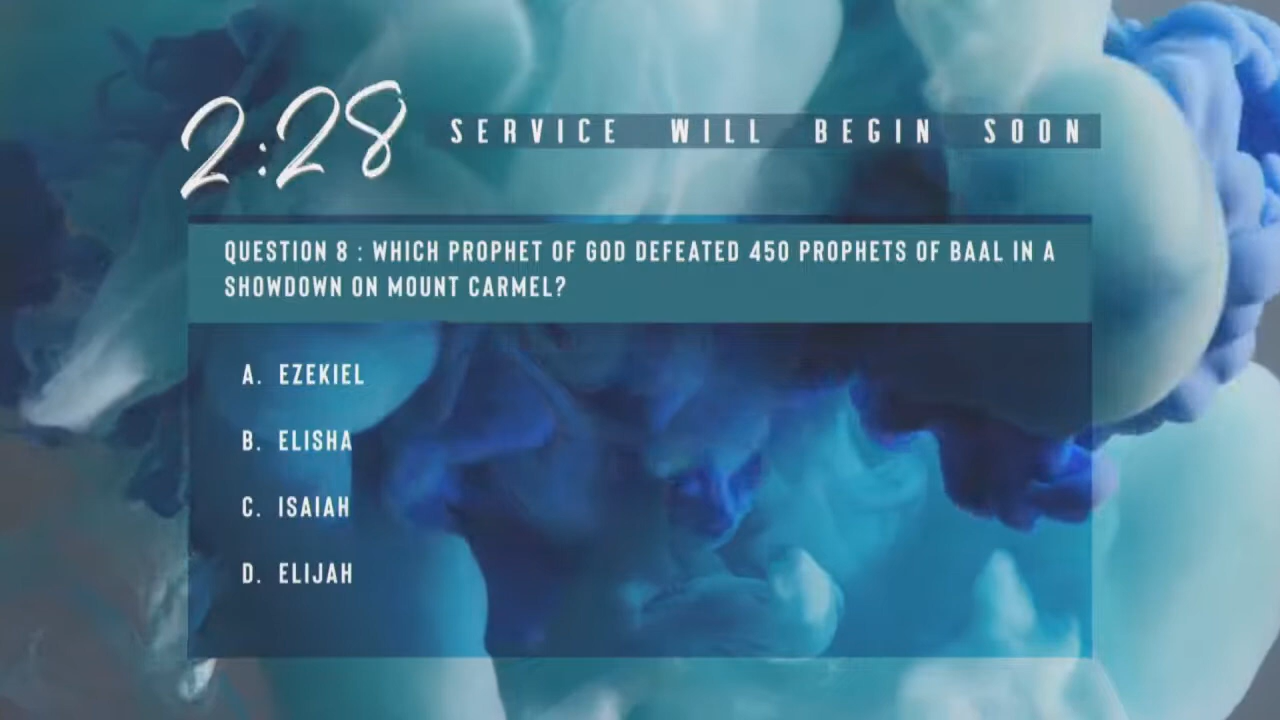 2:28
SERVICE WILL BEGIN SOON
QUESTION 8 : WHICH PROPHET OF GOD DEFEATED 450 PROPHETS OF BAAL IN A
SHOWDOWN ON MOUNT CARMEL?
A. EZEKIEL
B. ELISHA
C. ISAIAH
D. ELIJAH